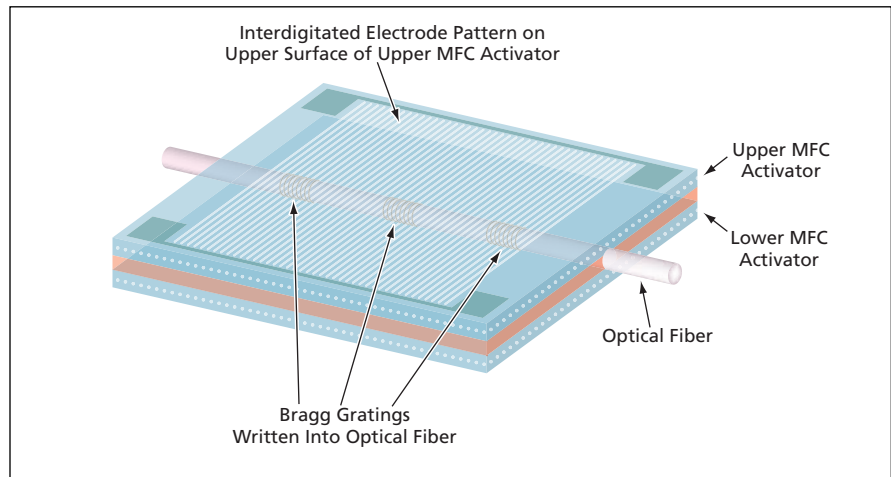 Interdigitated Electrode Pattern on
Upper Surface of Upper MFC Activator
Upper MFC
Activator
Lower MFC
Activator
Optical Fiber
Bragg Gratings
Written Into Optical Fiber